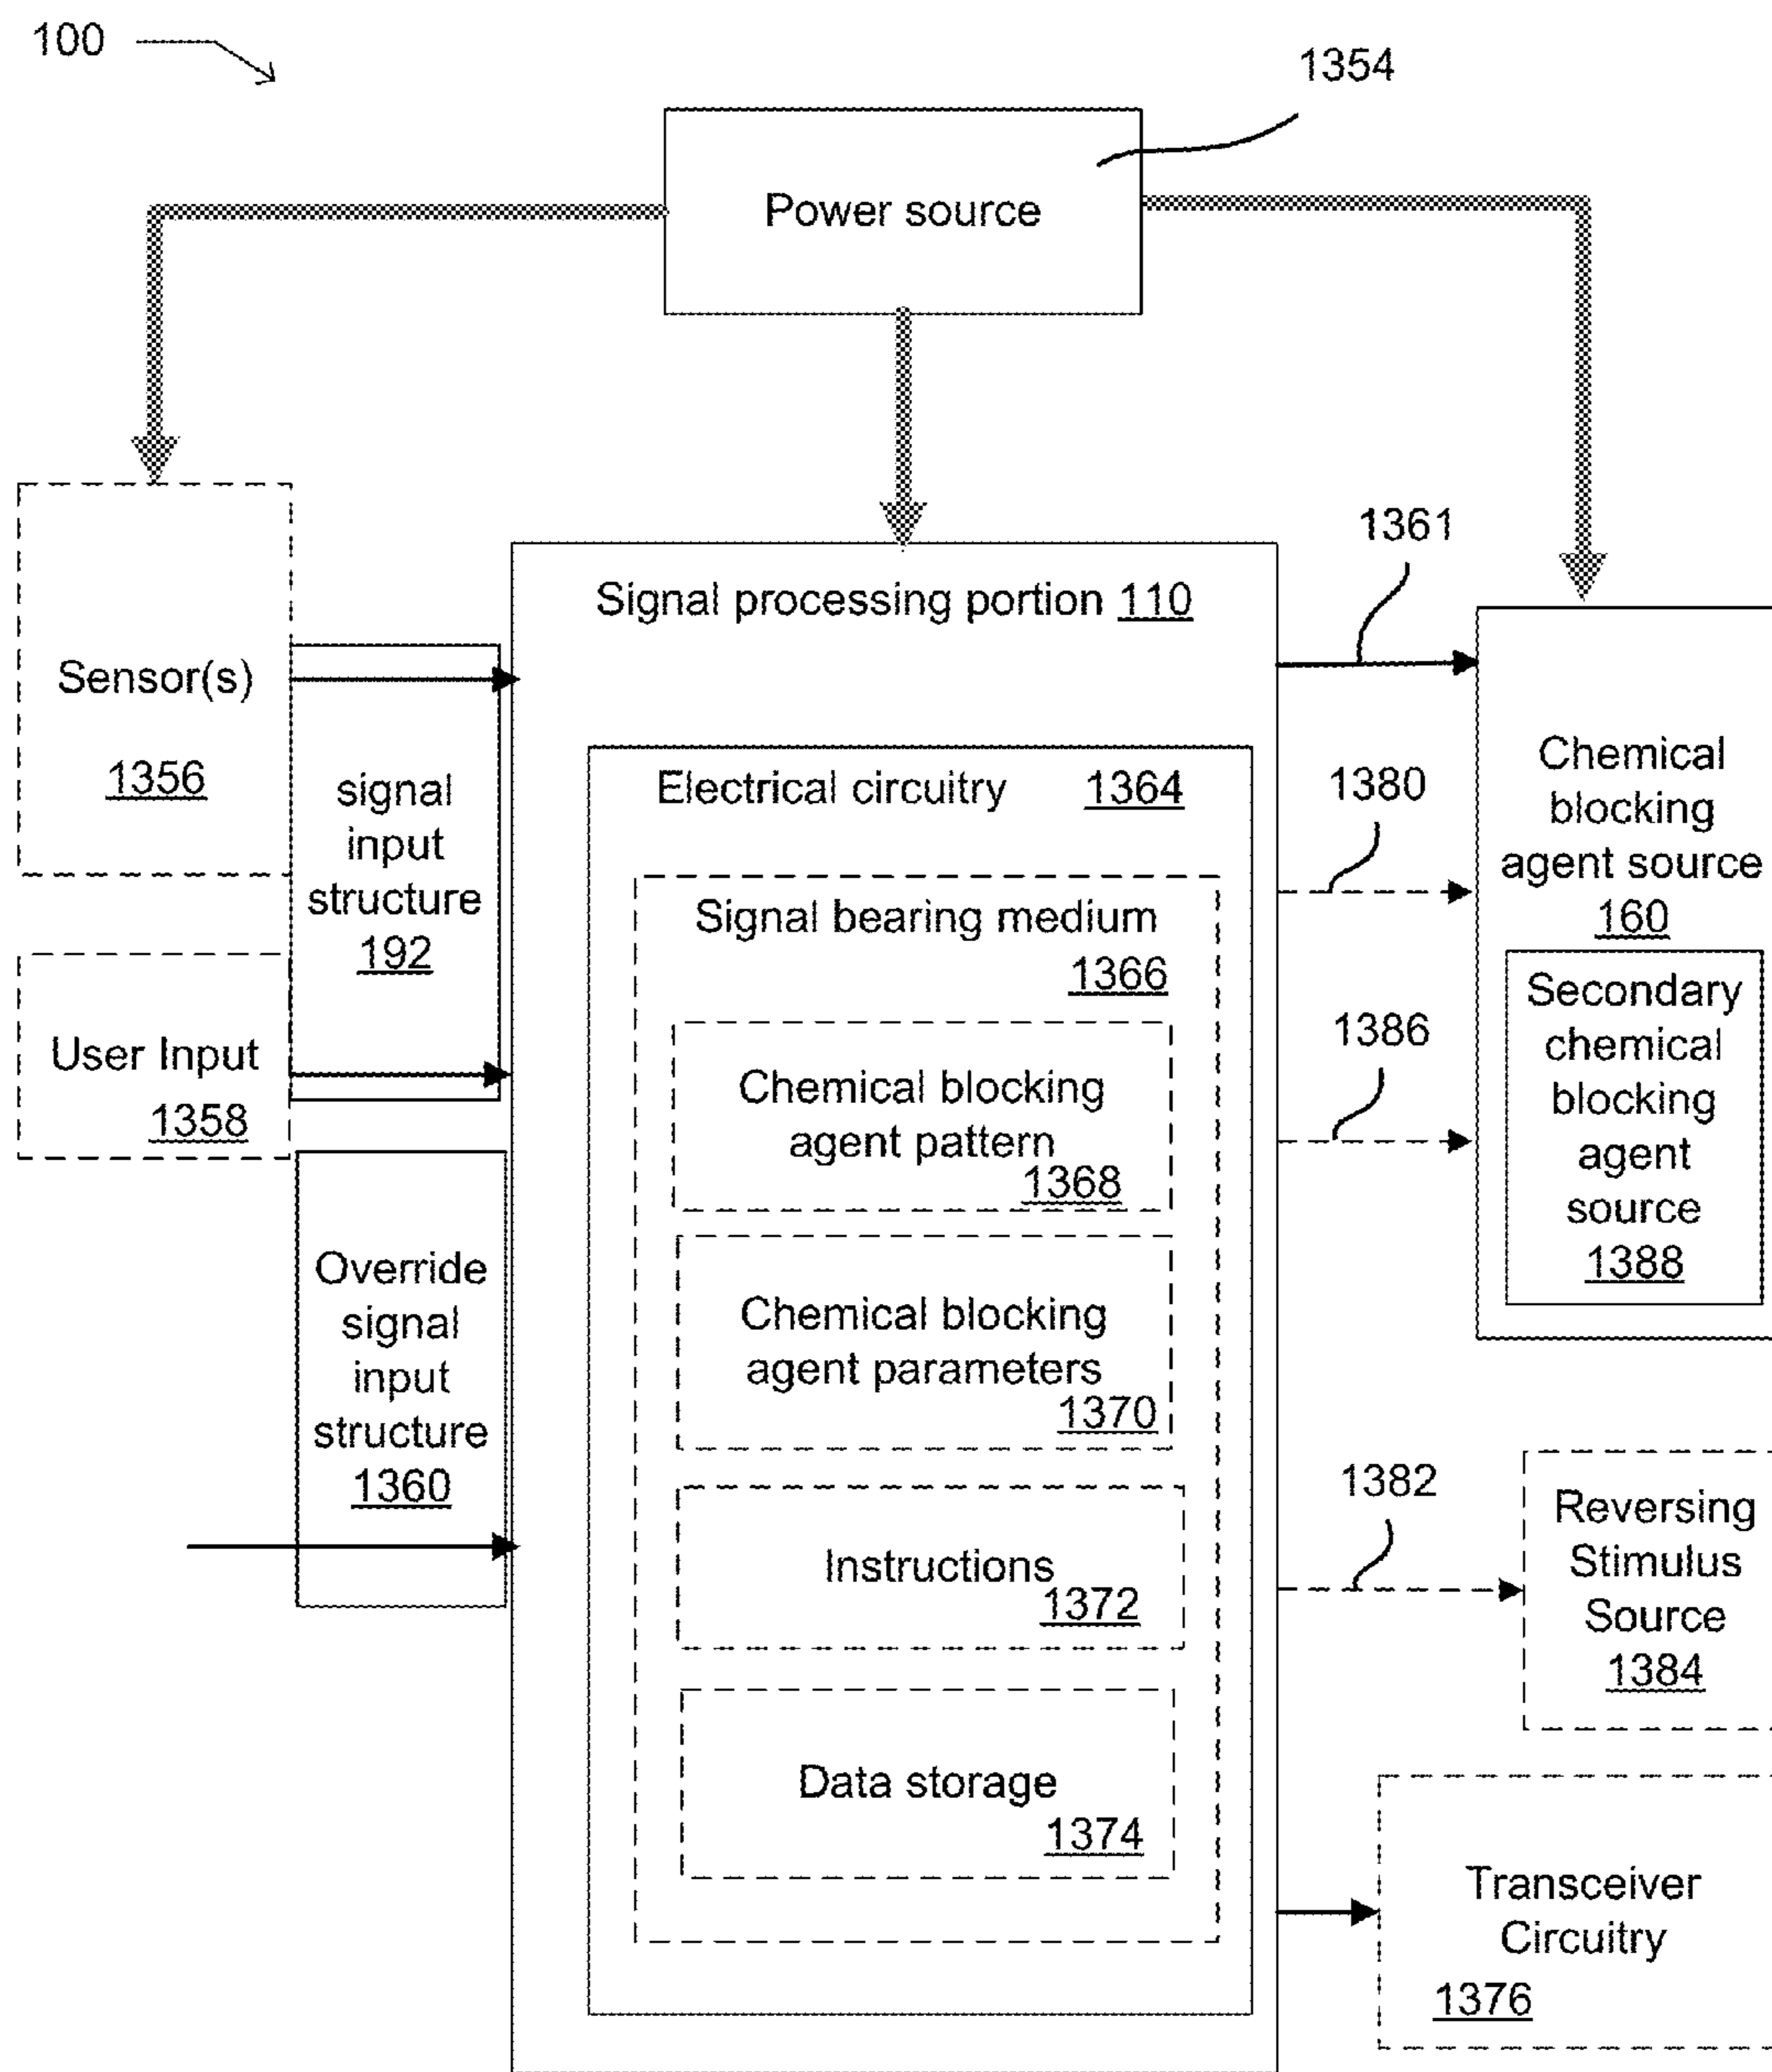 100
1354
Power source
Sensor(s)
1356
signal
input
structure
192
User Input
1358
Override
signal
input
structure
1360
Signal processing portion 110
Electrical circuitry 1364
Signal bearing medium
1366
Chemical blocking
agent pattern
1368
Chemical blocking
agent parameters
1370
Instructions
1372
Data storage
1374
1361
1380
1386
1382
Chemical
blocking
agent source
160
Secondary
chemical
blocking
agent
source
1388
Reversing
Stimulus
Source
1384
Transceiver
Circuitry
1376